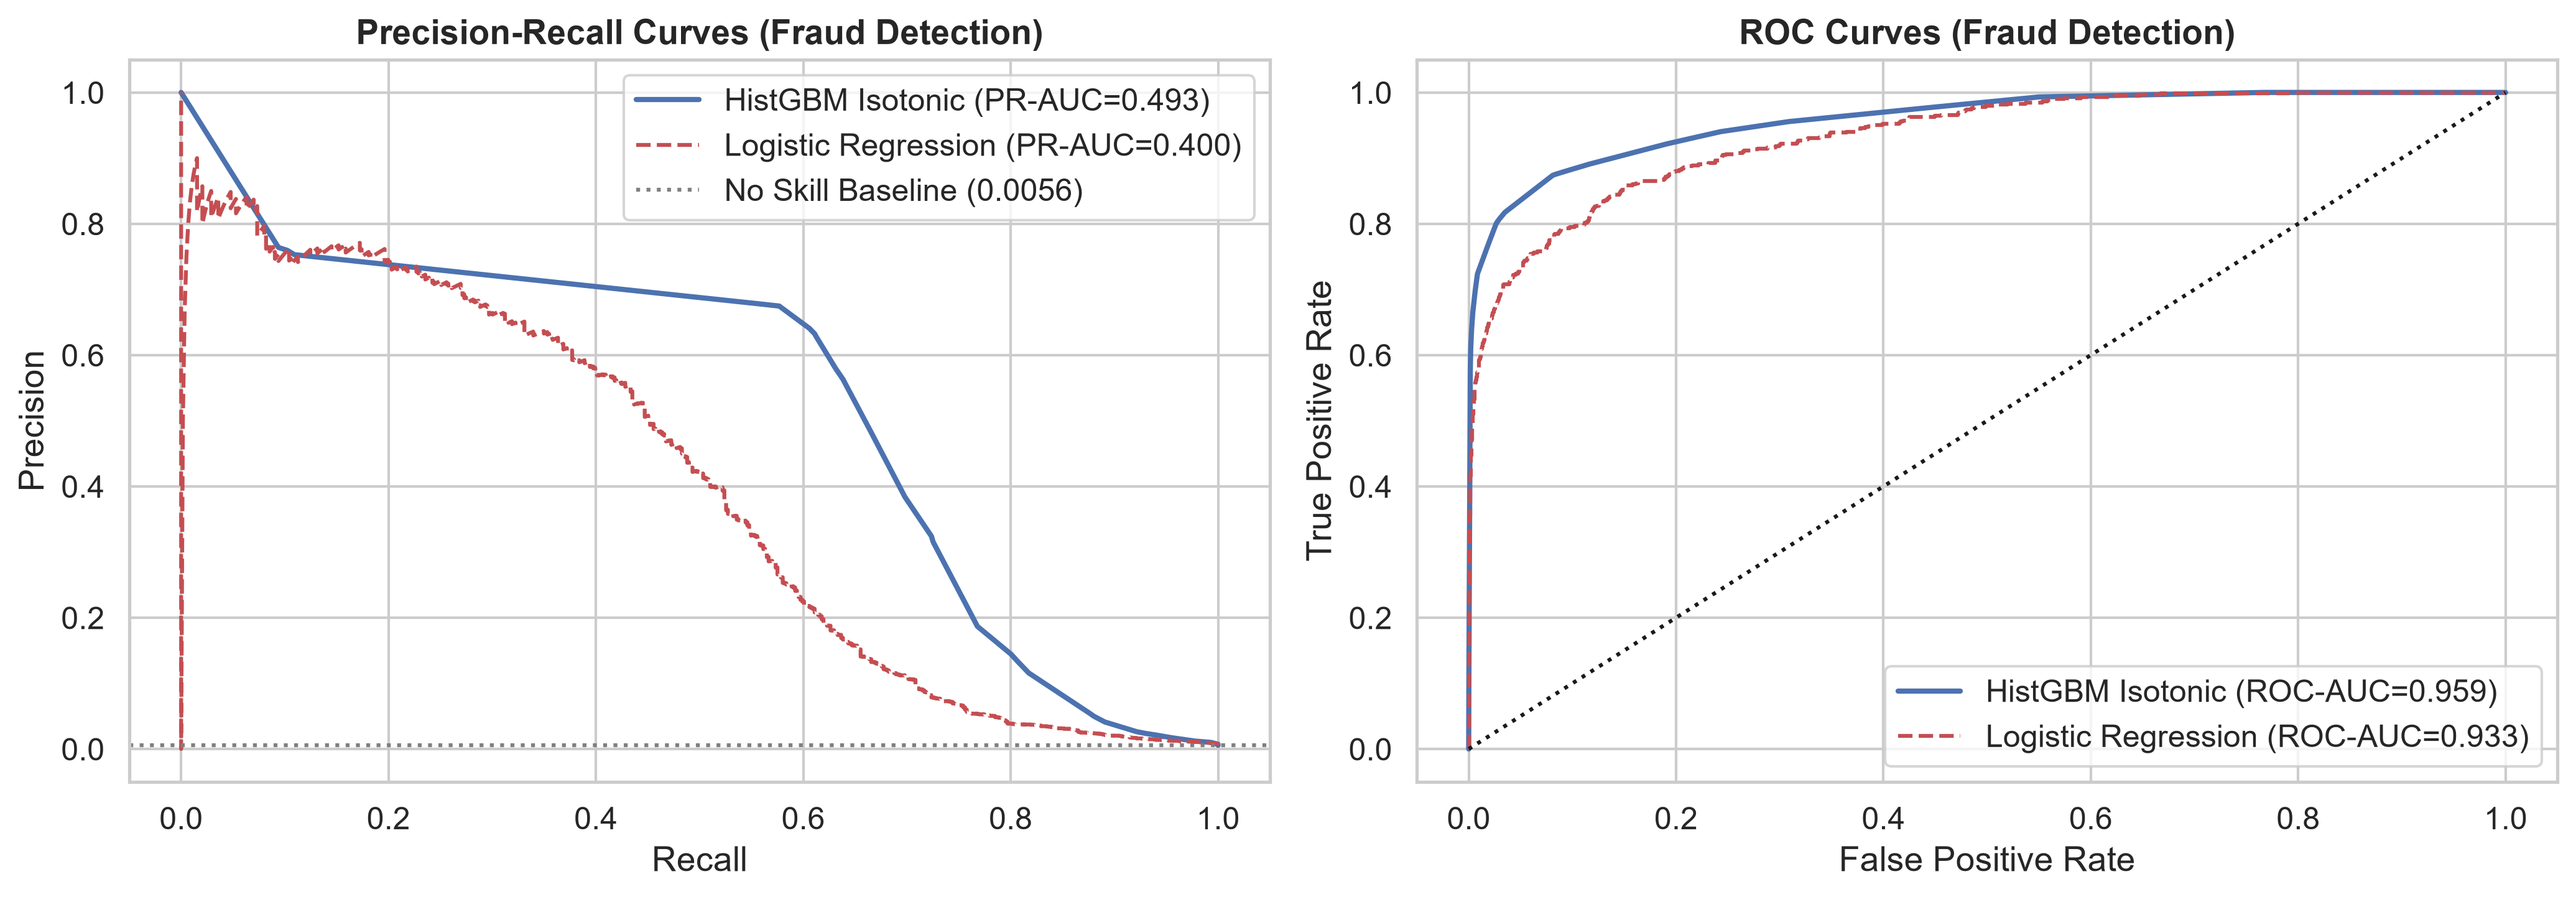 Precision-Recall Curves (Fraud Detection)
1.0
0.8
0.6
0.4
0.2
0.0
Precision
HistGBM Isotonic (PR-AUC=0.493)
Logistic Regression (PR-AUC=0.400)
No Skill Baseline (0.0056)
0.0 0.2 0.4 0.6 0.8 1.0
Recall
ROC Curves (Fraud Detection)
1.0
0.8
0.6
0.4
0.2
0.0
True Positive Rate
HistGBM Isotonic (ROC-AUC=0.959)
Logistic Regression (ROC-AUC=0.933)
0.0 0.2 0.4 0.6 0.8 1.0
False Positive Rate